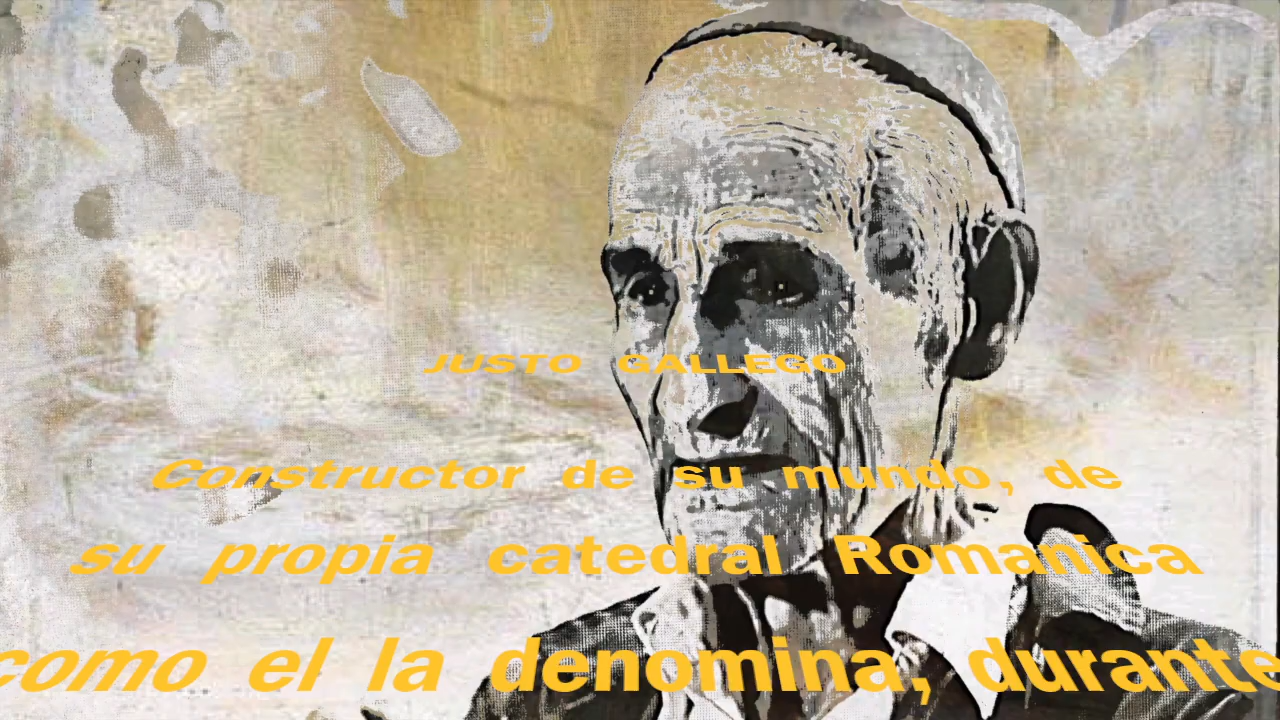 JUSTO GALLEGO
Constructor de su mundo, de
su propia catedral Romanica
como el la denomina, durante